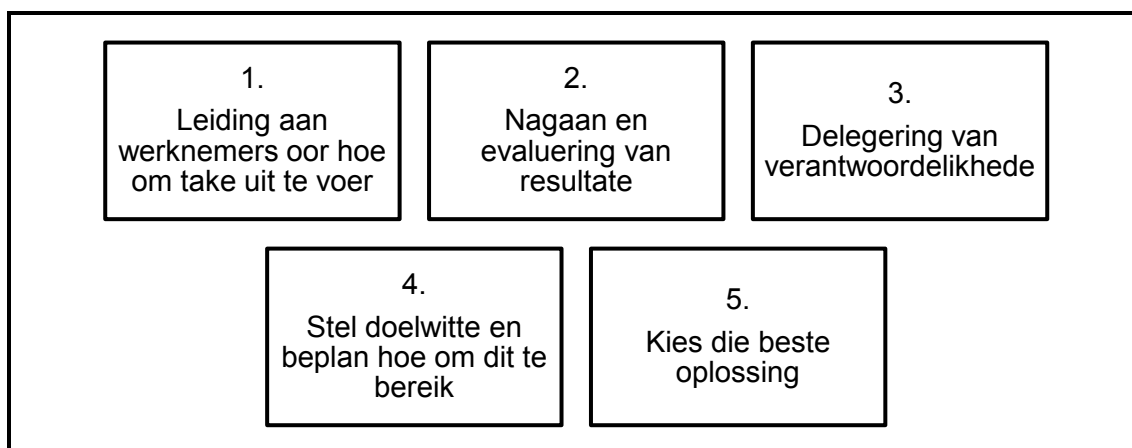 1.
Leiding aan
werknemers oor hoe
om take uit te voer
2.
Nagaan en
evaluering van
resultate
3.
Delegering van
verantwoordelikhede
4.
Stel doelwitte en
beplan hoe om dit te
bereik
5.
Kies die beste
oplossing